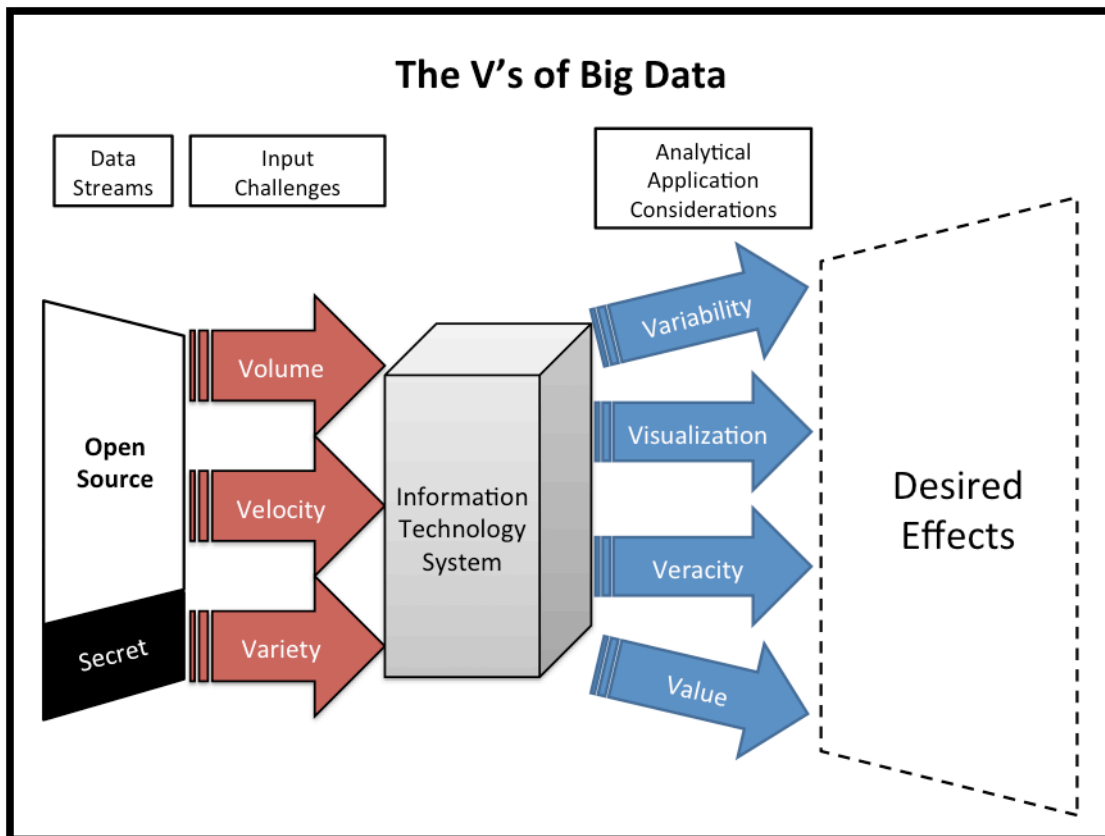 The V's of Big Data
Data
Streams
Input
Challenges
Analytical
Application
Considerations
Open
Source
Secret
Volume
Velocity
Variety
Information
Technology
System
Variability
Visualization
Veracity
Value
Desired
Effects